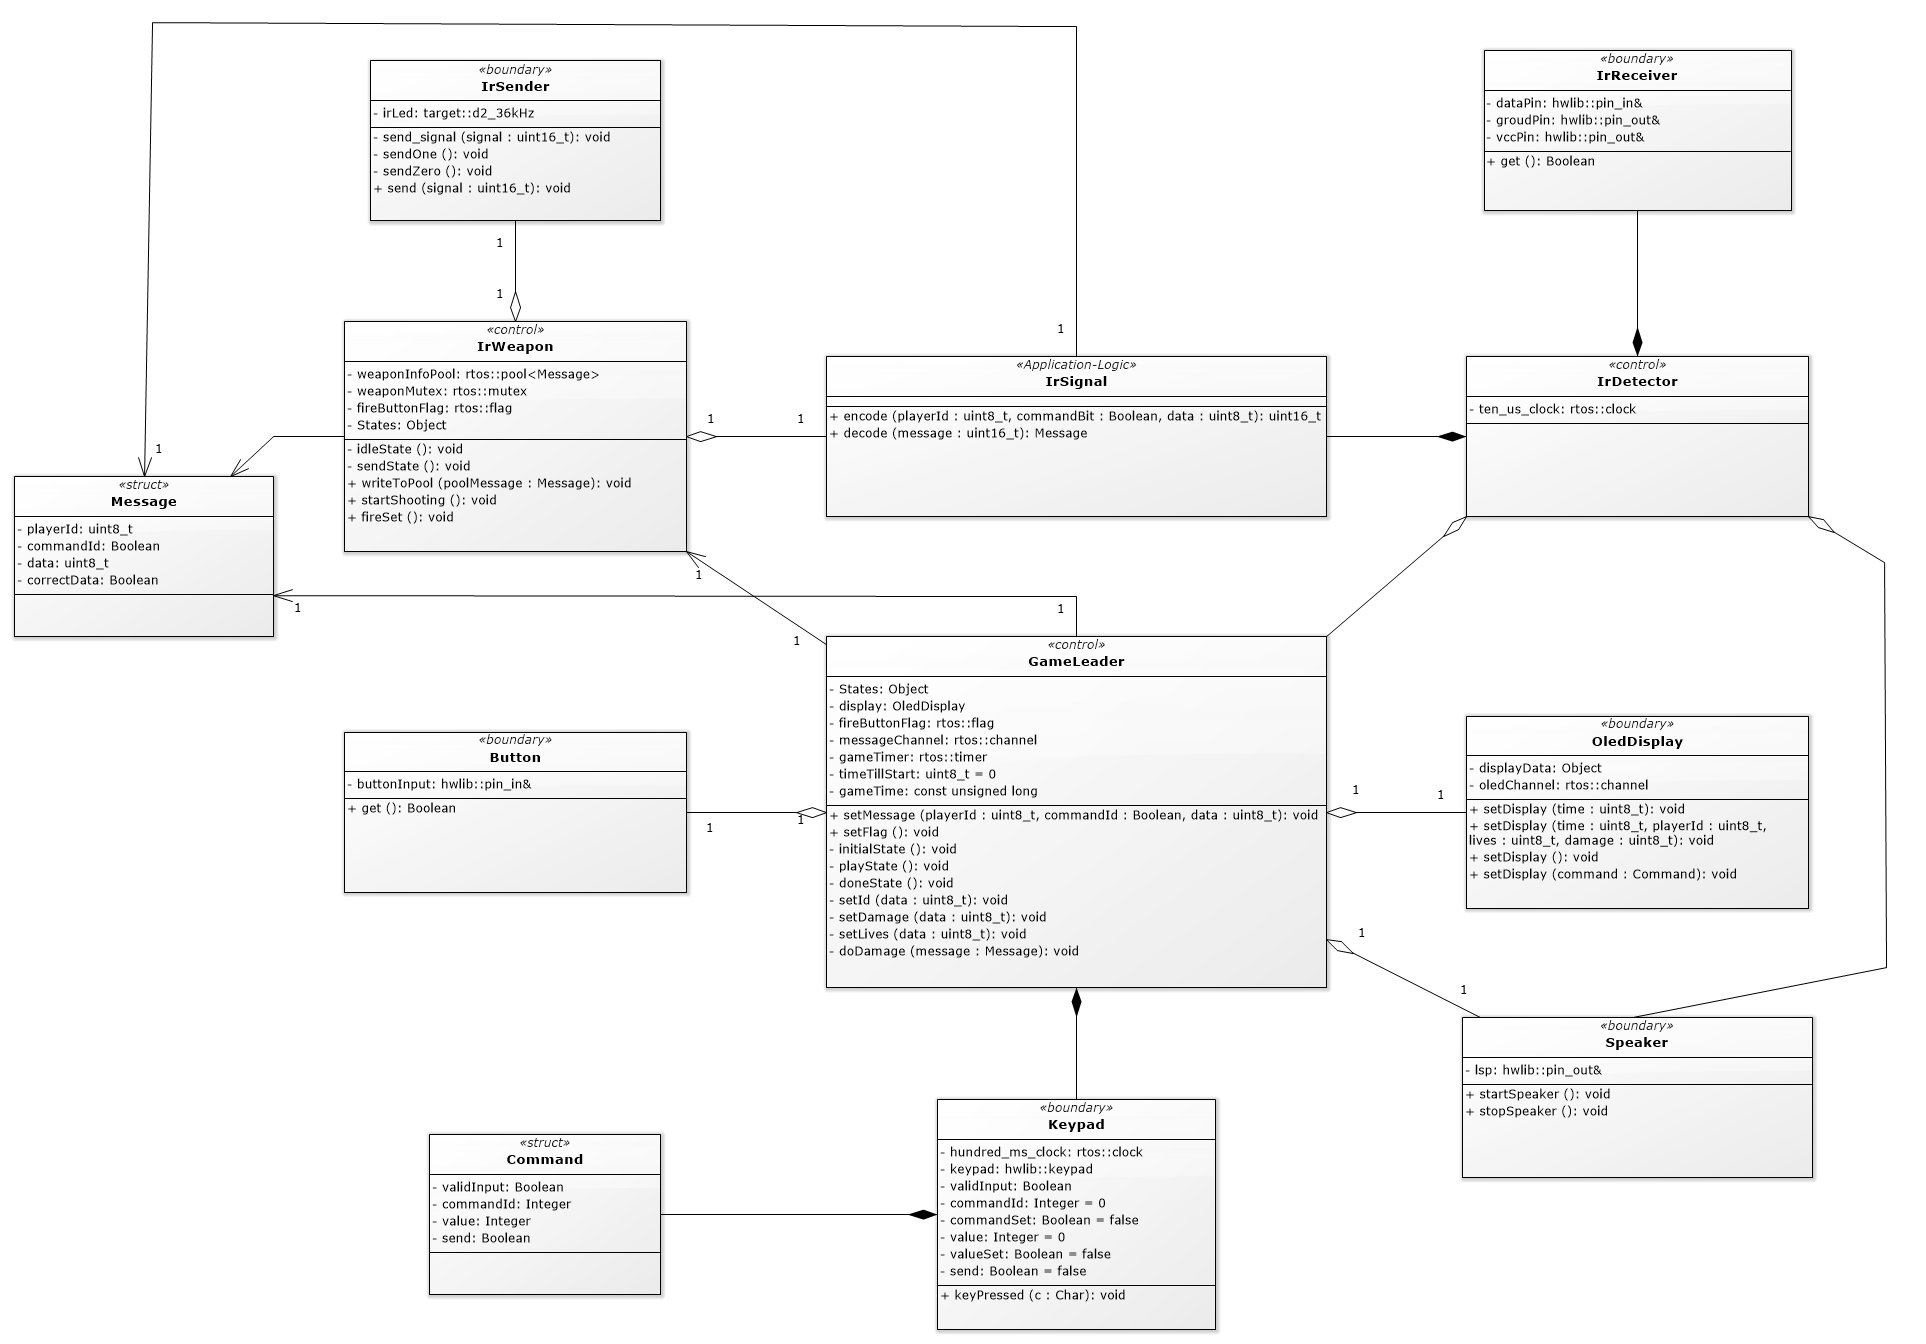 «boundary»
IrSender
- irLed: target::d2_36kHz
- send_signal (signal : uint16_t): void
- sendOne (): void
- sendZero (): void
+ send (signal : uint16_t): void
«boundary»
IrReceiver
- dataPin: hwlib::pin_in&
- groudPin: hwlib::pin_out&
- vccPin: hwlib::pin_out&
+ get (): Boolean
1
1
1
«control»
IrWeapon
- weaponInfoPool: rtos::pool<Message>
- weaponMutex: rtos::mutex
- fireButtonFlag: rtos::flag
- States: Object
- idleState (): void
- sendState (): void
+ writeToPool (poolMessage : Message): void
+ startShooting (): void
+ fireSet (): void
1
1
«Application-Logic»
IrSignal
+ encode (playerId : uint8_t, commandBit : Boolean, data : uint8_t): uint16_t
+ decode (message : uint16_t): Message
«control»
IrDetector
- ten_us_clock: rtos::clock
1
«struct»
Message
- playerId: uint8_t
- commandId: Boolean
- data: uint8_t
- correctData: Boolean
1
1
1
1
«control»
GameLeader
- States: Object
- display: OledDisplay
- fireButtonFlag: rtos::flag
- messageChannel: rtos::channel
- gameTimer: rtos::timer
- timeTillStart: uint8_t = 0
- gameTime: const unsigned long
+ setMessage (playerId : uint8_t, commandId : Boolean, data : uint8_t): void
+ setFlag (): void
- initialState (): void
- playState (): void
- doneState (): void
- setId (data : uint8_t): void
- setDamage (data : uint8_t): void
- setLives (data : uint8_t): void
- doDamage (message : Message): void
«boundary»
Button
- buttonInput: hwlib::pin_in&
+ get (): Boolean
1
1
1
1
«boundary»
OledDisplay
- displayData: Object
- oledChannel: rtos::channel
+ setDisplay (time : uint8_t): void
+ setDisplay (time : uint8_t, playerId : uint8_t,
lives : uint8_t, damage : uint8_t): void
+ setDisplay (): void
+ setDisplay (command : Command): void
1
1
«boundary»
Speaker
- lsp: hwlib::pin_out&
+ startSpeaker (): void
+ stopSpeaker (): void
«struct»
Command
- validInput: Boolean
- commandId: Integer
- value: Integer
- send: Boolean
«boundary»
Keypad
- hundred_ms_clock: rtos::clock
- keypad: hwlib::keypad
- validInput: Boolean
- commandId: Integer = 0
- commandSet: Boolean = false
- value: Integer = 0
- valueSet: Boolean = false
- send: Boolean = false
+ keyPressed (c : Char): void